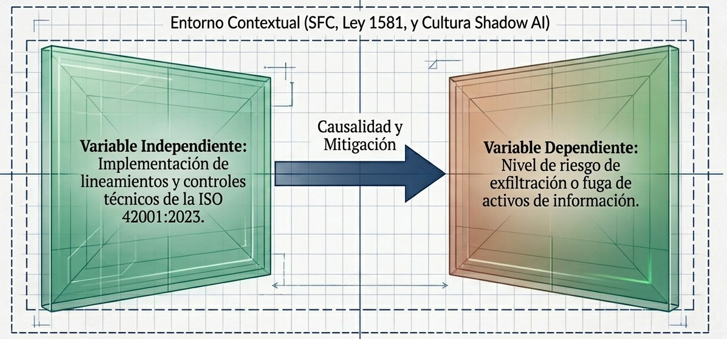 Entorno Contextual (SFC, Ley 1581, y Cultura Shadow AI)
Variable Independiente:
Implementación de
lineamientos y controles
técnicos de la ISO
42001:2023.
Causalidad y
Mitigación
Variable Dependiente:
Nivel de riesgo de
exfiltración o fuga de
activos de información.